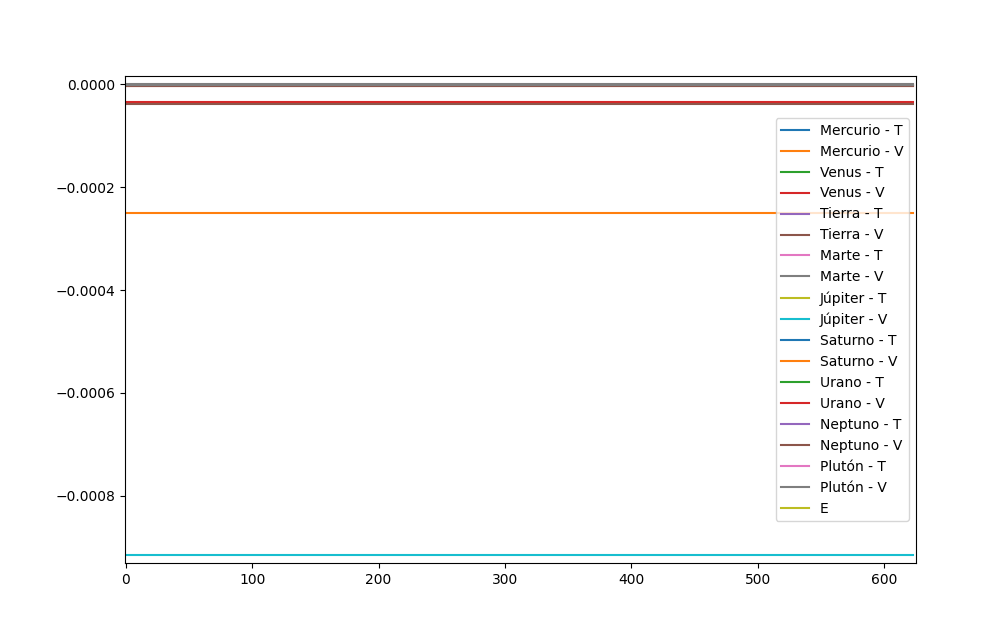 0.0000
−0.0002
−0.0004
−0.0006
−0.0008
0
100
200
300
400
500
600
Mercurio - T
Mercurio - V
Venus - T
Venus - V
Tierra - T
Tierra - V
Marte - T
Marte - V
Júpiter - T
Júpiter - V
Saturno - T
Saturno - V
Urano - T
Urano - V
Neptuno - T
Neptuno - V
Plutón - T
Plutón - V
E